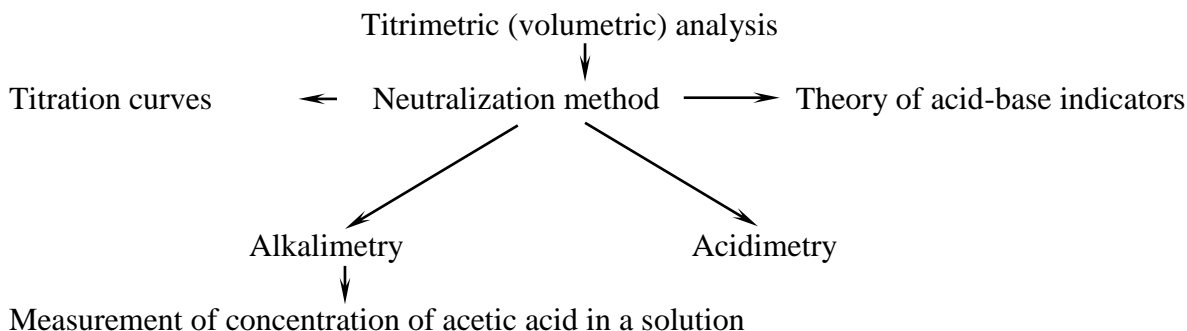 Titrimetric (volumetric) analysis
Titration curves
Neutralization method
Theory of acid-base indicators
Alkalimetry
Acidimetry
Measurement of concentration of acetic acid in a solution